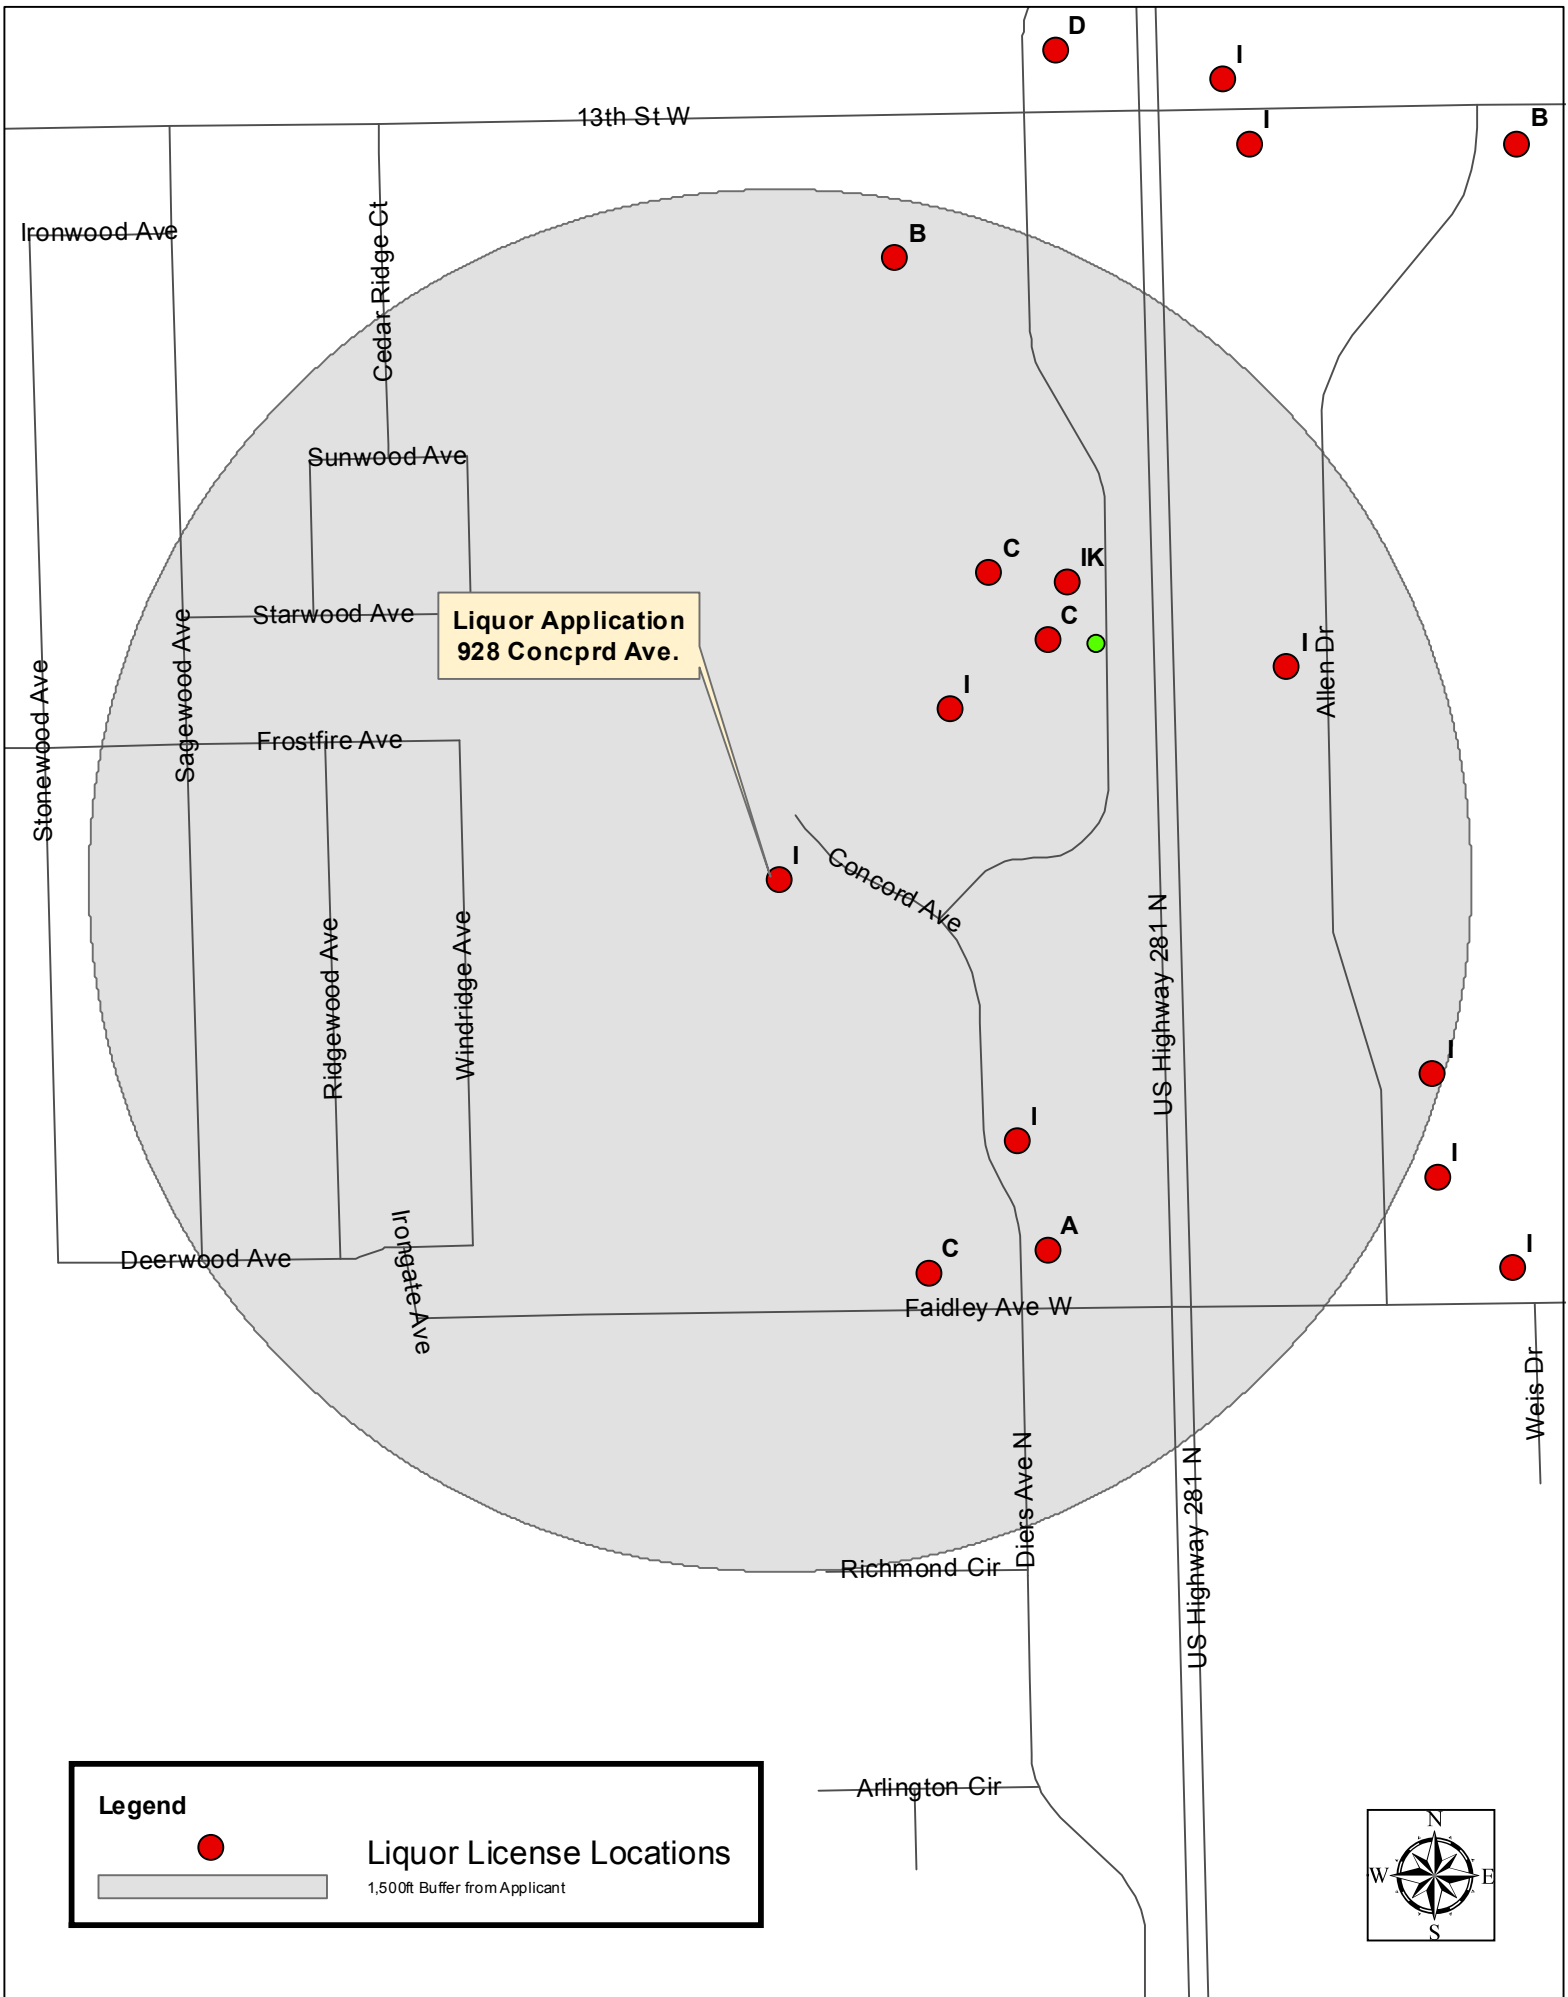 D
I
13th St W
I
B
Ironwood Ave
Cedar Ridge Ct
B
Sunwood Ave
C
IK
Starwood Ave
C
Liquor Application
928 Concprd Ave.
Sagewood Ave
Stonewood Ave
I
Allen Dr
I
Frostfire Ave
I
Concord Ave
Ridgewood Ave
Windridge Ave
US Highway 281 N
I
I
I
A
C
I
Deerwood Ave
Irongate Ave
Faidley Ave W
Weis Dr
Diers Ave N
US Highway 281 N
Richmond Cir
Arlington Cir
Legend
Liquor License Locations
1,500ft Buffer from Applicant
N
W
E
S